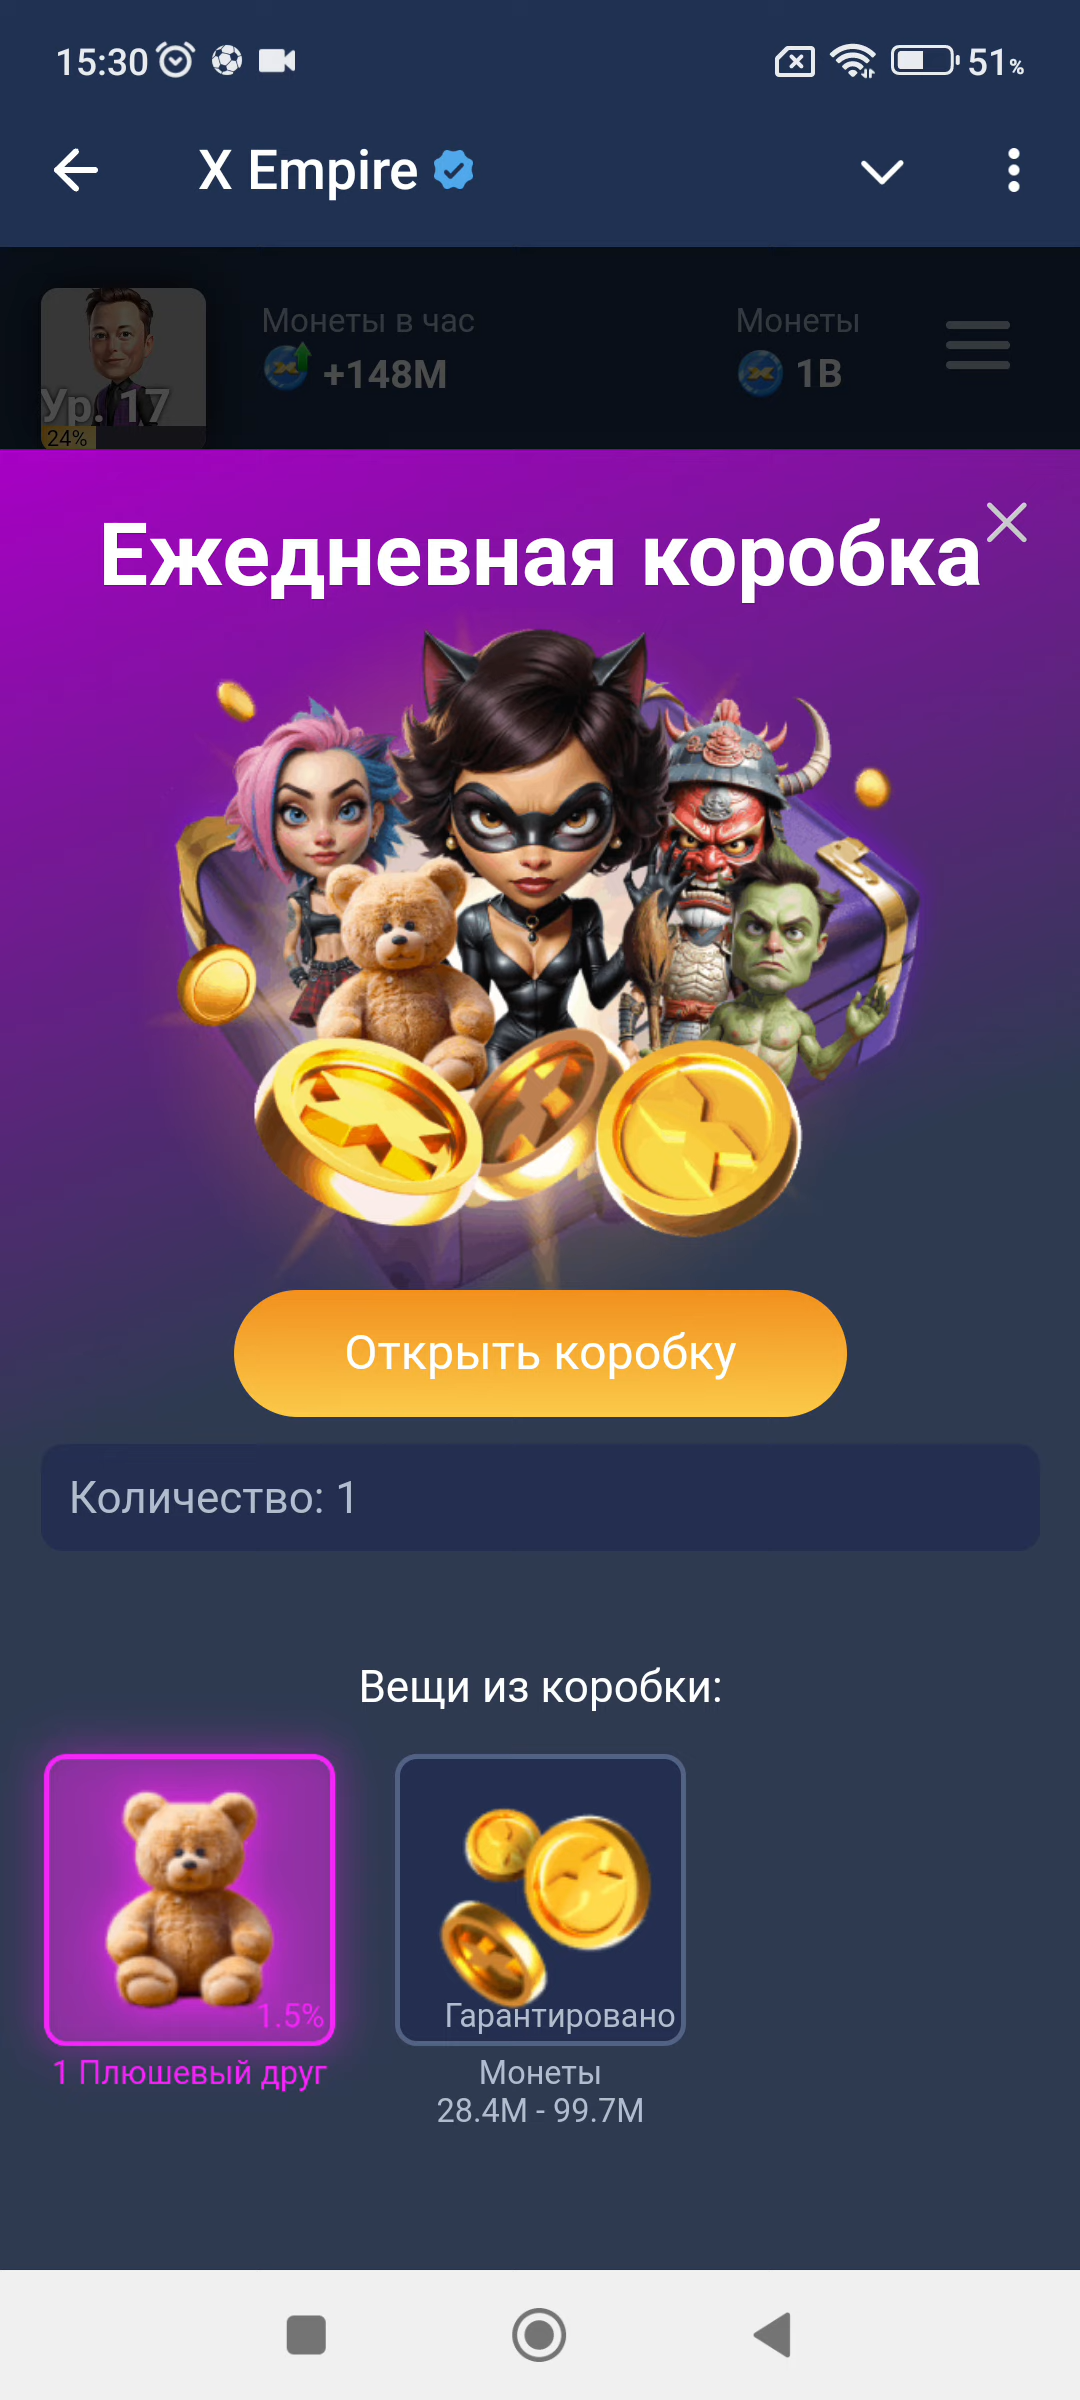 15:30
51%
X Empire
Монеты в час
+148M
Монеты
1B
Ур. 17
24%
Ежедневная коробка
Открыть коробку
Количество: 1
Вещи из коробки:
1.5%
1 Плюшевый друг
Гарантировано
Монеты
28.4M - 99.7M